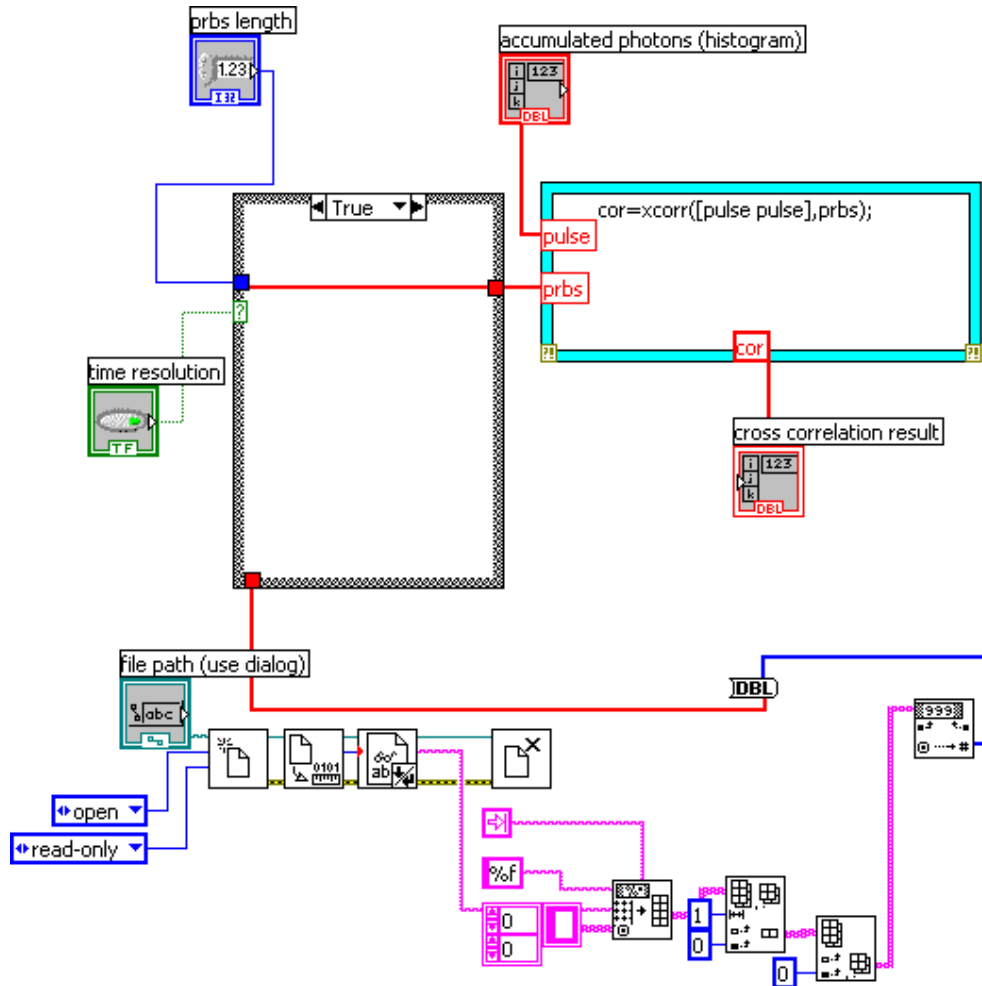 prbs length
1.23
I32
accumulated photons (histogram)
i
j
k
123
DBL
True
cor=xcorr([pulse pulse],prbs);
pulse
prbs
?
?!
?!
cor
time resolution
TF
cross correlation result
i
j
k
123
DBL
file path (use dialog)
abc
DBL
999
#
0101
ab
open
read-only
%f
0
0
1
0
0